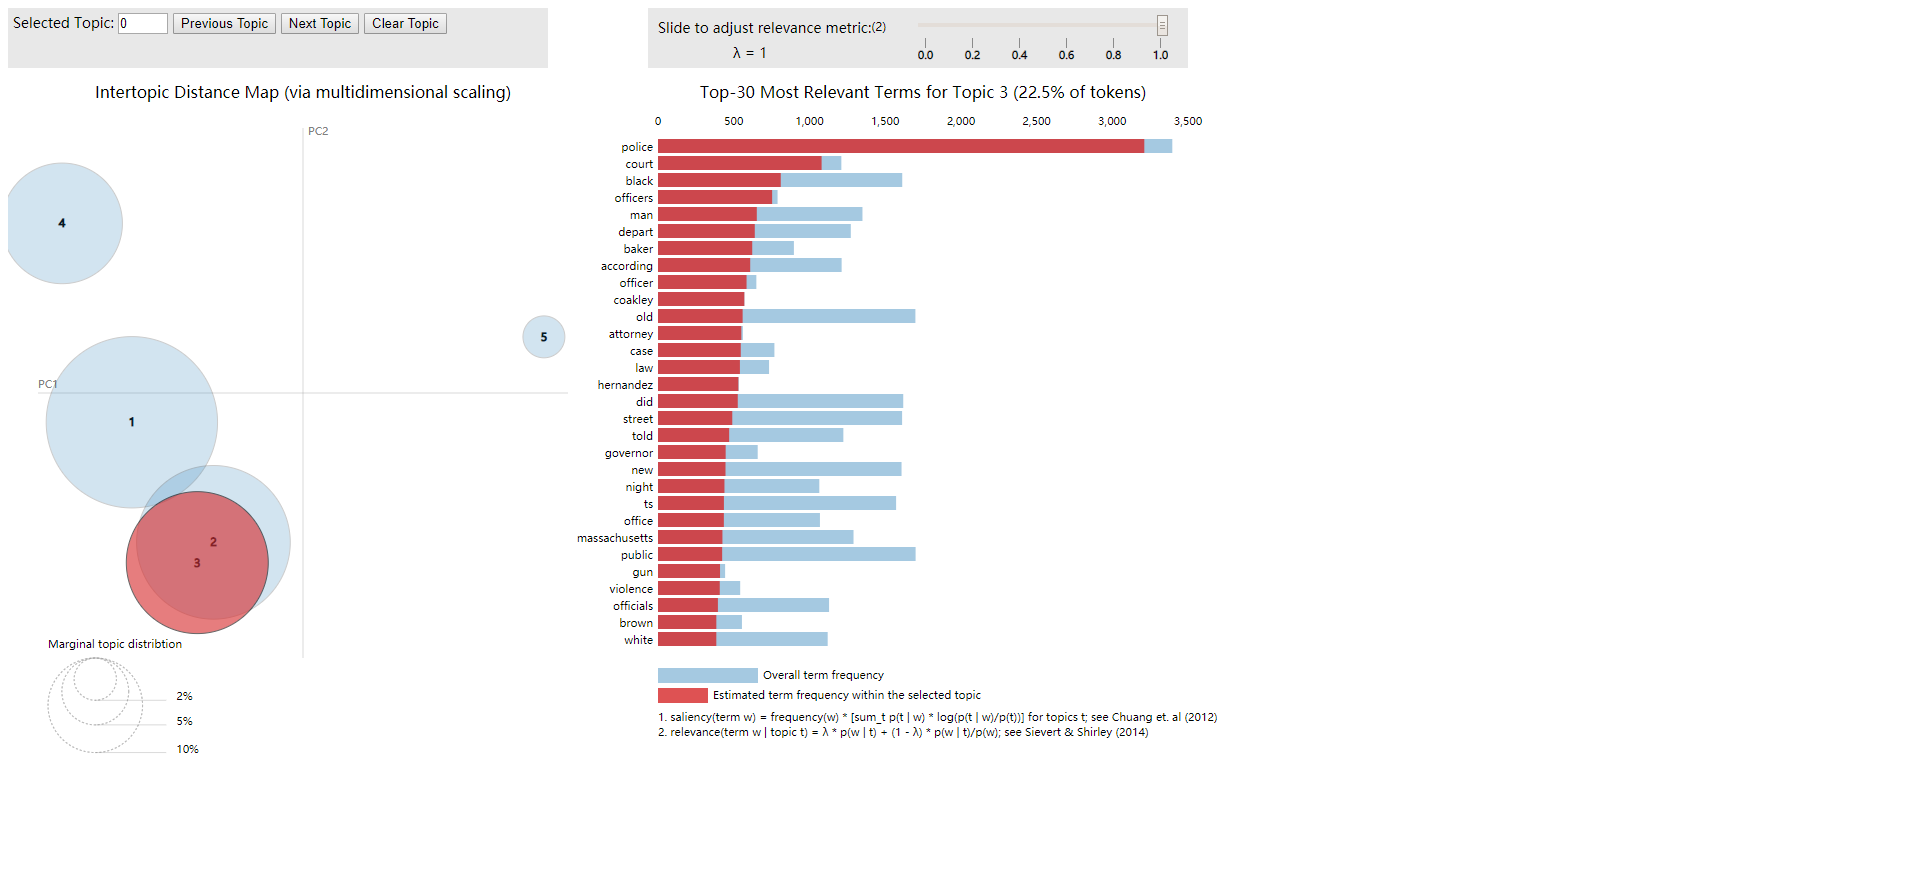 Selected Topic: 0 Previous Topic Next Topic Clear Topic
Slide to adjust relevance metric:(2)
λ = 1
0.0 0.2 0.4 0.6 0.8 1.0
Intertopic Distance Map (via multidimensional scaling)
PC2
4
5
PC1
1
2
3
Marginal topic distribtion
2%
5%
10%
Top-30 Most Relevant Terms for Topic 3 (22.5% of tokens)
0 500 1,000 1,500 2,000 2,500 3,000 3,500
police
court
black
officers
man
depart
baker
according
officer
coakley
old
attorney
case
law
hernandez
did
street
told
governor
new
night
ts
office
massachusetts
public
gun
violence
officials
brown
white
Overall term frequency
Estimated term frequency within the selected topic
1. saliency(term w) = frequency(w) * [sum_t p(t | w) * log(p(t | w)/p(t))] for topics t; see Chuang et. al (2012)
2. relevance(term w | topic t) = λ * p(w | t) + (1 - λ) * p(w | t)/p(w); see Sievert & Shirley (2014)